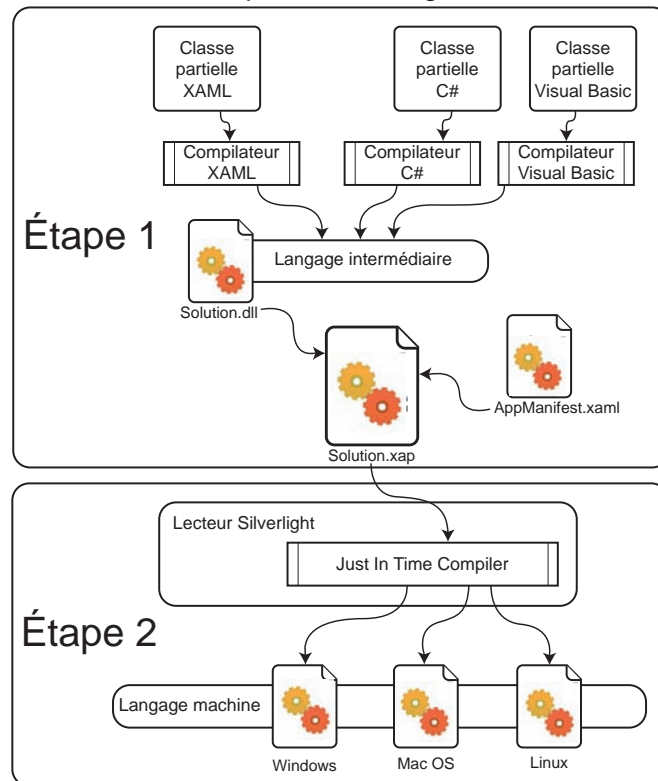 Classe
partielle
XAML
Classe
partielle
C#
Classe
partielle
Visual Basic
Compilateur
XAML
Compilateur
C#
Compilateur
Visual Basic
Étape 1
Langage intermédiaire
Solution.dll
AppManifest.xaml
Solution.xap
Lecteur Silverlight
Just In Time Compiler
Étape 2
Langage machine
Windows
Mac OS
Linux